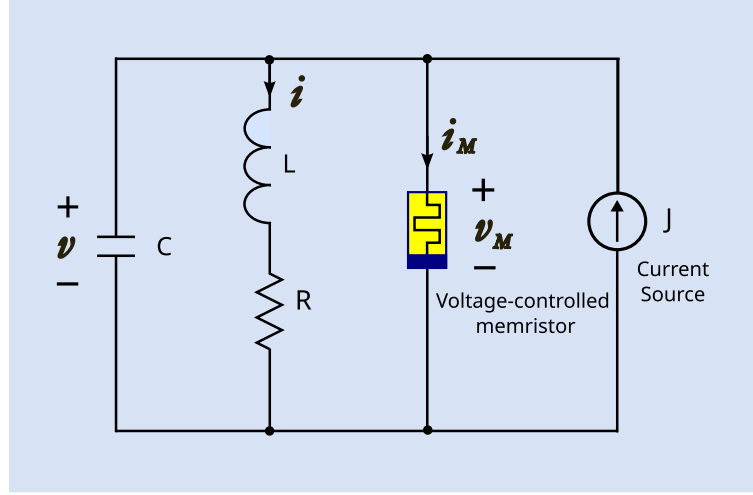 i
i_M
L
+
v
−
C
+
v_M
−
J
R
Current
Source
Voltage-controlled
memristor